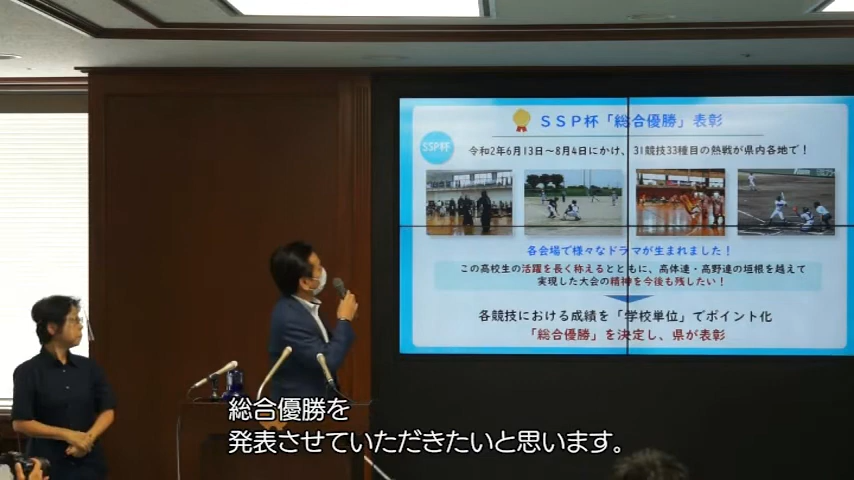 SSP杯「総合優勝」表彰
SSP杯
令和2年6月13日～8月4日にかけ、31競技33種目の熱戦が県内各地で！
各会場で様々なドラマが生まれました！
この高校生の活躍を長く称えるとともに、高体連・高野連の垣根を越えて
実現した大会の精神を今後も残したい！
各競技における成績を「学校単位」でポイント化
「総合優勝」を決定し、県が表彰
総合優勝を
発表させていただきたいと思います。